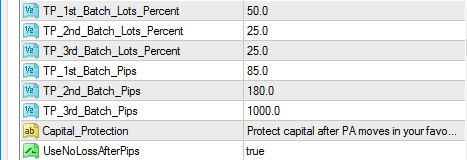 TP_1st_Batch_Lots_Percent 50.0
TP_2nd_Batch_Lots_Percent 25.0
TP_3rd_Batch_Lots_Percent 25.0
TP_1st_Batch_Pips 85.0
TP_2nd_Batch_Pips 180.0
TP_3rd_Batch_Pips 1000.0
Capital_Protection Protect capital after PA moves in your favo...
UseNoLossAfterPips true